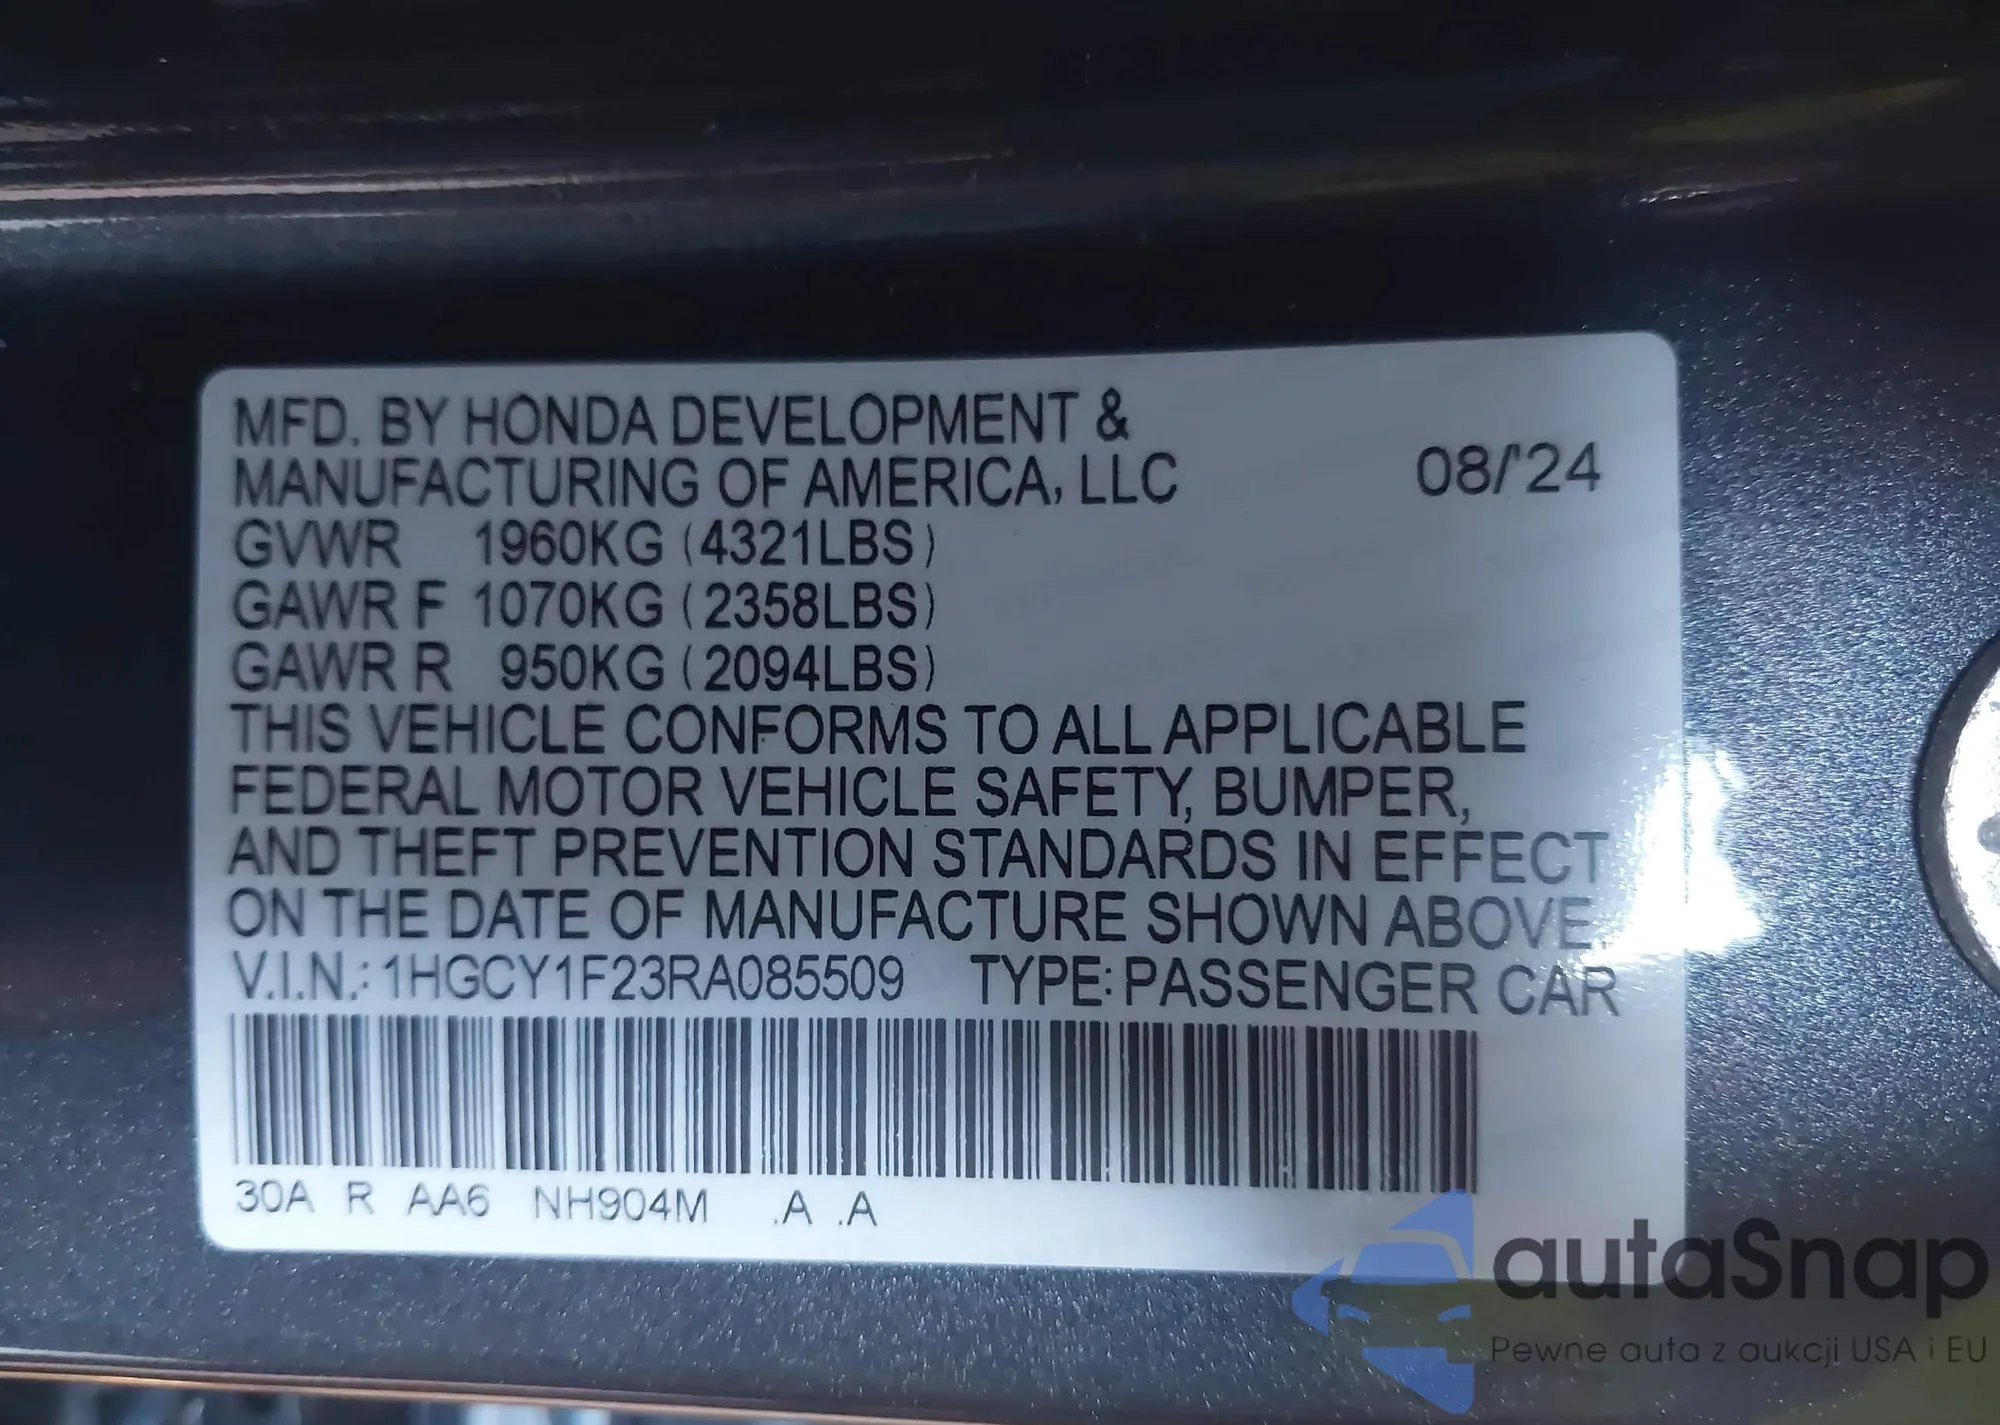 MFD. BY HONDA DEVELOPMENT &
MANUFACTURING OF AMERICA, LLC 08/'24
GVWR 1960KG (4321LBS)
GAWR F 1070KG (2358LBS)
GAWR R 950KG (2094LBS)
THIS VEHICLE CONFORMS TO ALL APPLICABLE
FEDERAL MOTOR VEHICLE SAFETY, BUMPER,
AND THEFT PREVENTION STANDARDS IN EFFECT
ON THE DATE OF MANUFACTURE SHOWN ABOVE.
V.I.N.: 1HGCY1F23RA085509 TYPE: PASSENGER CAR
30A R AA6 NH904M .A .A
autaSnap
Pewne auta z aukcji USA i EU